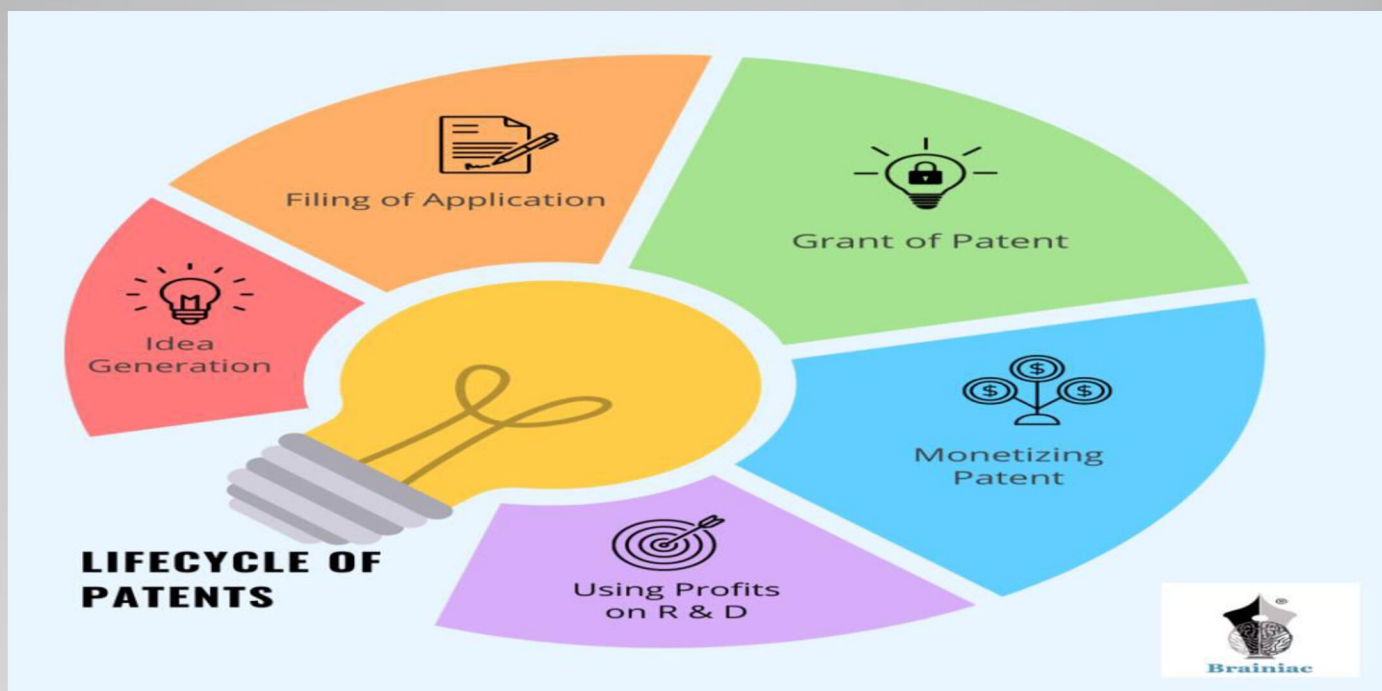 Filing of Application
Grant of Patent
Idea
Generation
Monetizing
Patent
Using Profits
on R & D
LIFECYCLE OF
PATENTS
$
$
$
®
Brainiac